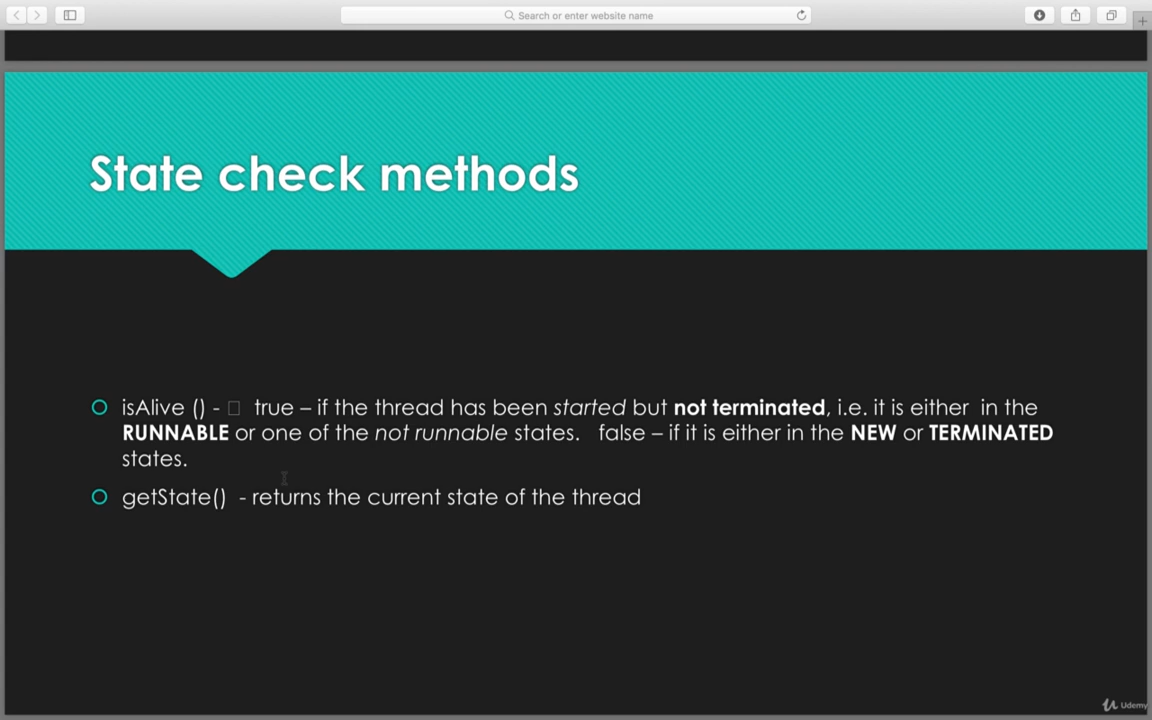 Search or enter website name
State check methods
isAlive () - □ true – if the thread has been started but not terminated, i.e. it is either in the
RUNNABLE or one of the not runnable states. false – if it is either in the NEW or TERMINATED
states.
getState() - returns the current state of the thread
Udemy